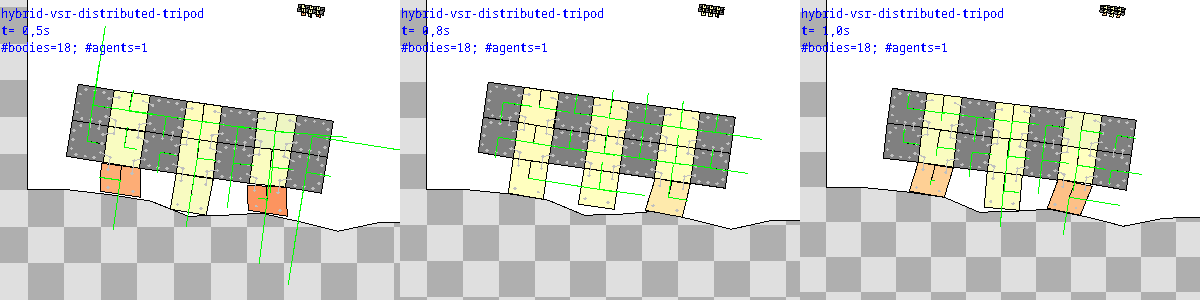 hybrid-vsr-distributed-tripod
t= 0,5s
#bodies=18; #agents=1
hybrid-vsr-distributed-tripod
t= 0,8s
#bodies=18; #agents=1
hybrid-vsr-distributed-tripod
t= 1,0s
#bodies=18; #agents=1